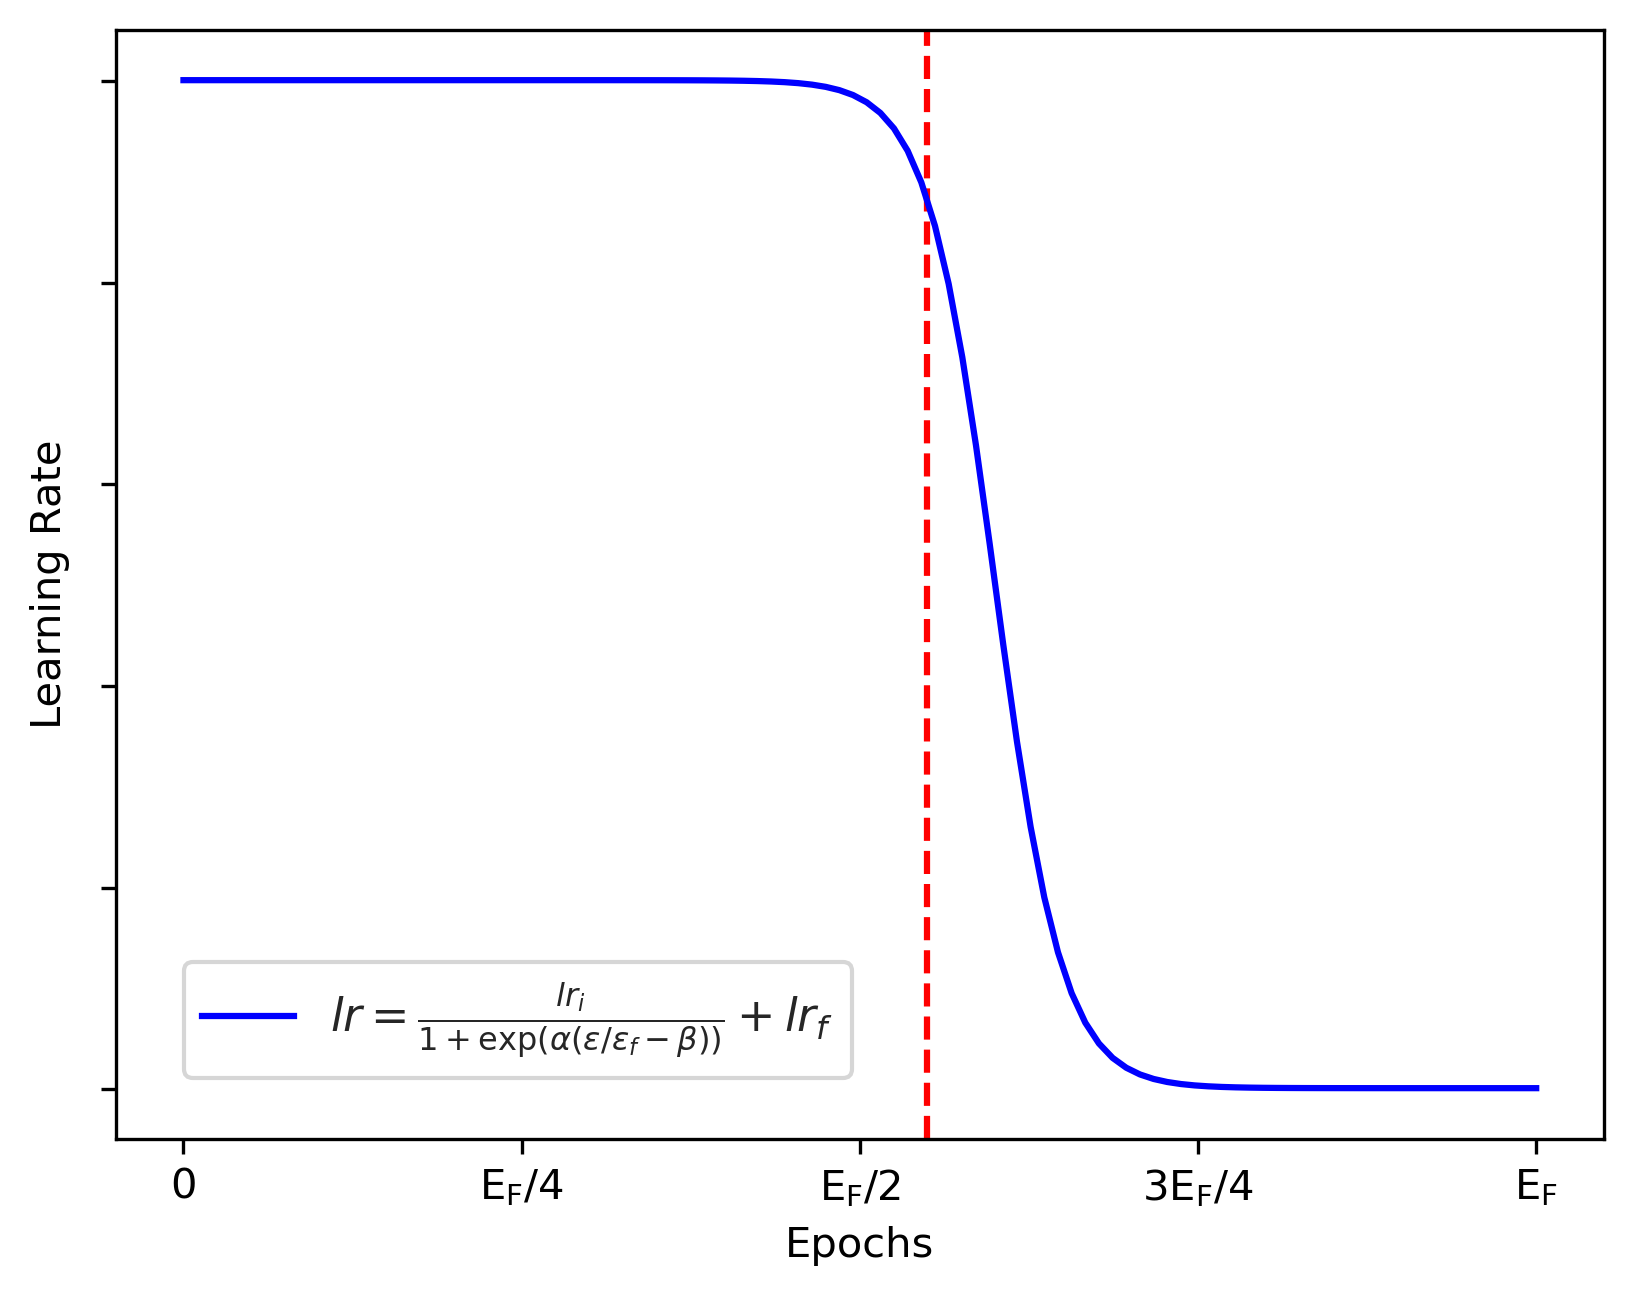 Learning Rate
lr = lr_i / (1 + exp(α(ε/ε_f − β))) + lr_f
0 E_F/4 E_F/2 3E_F/4 E_F
Epochs